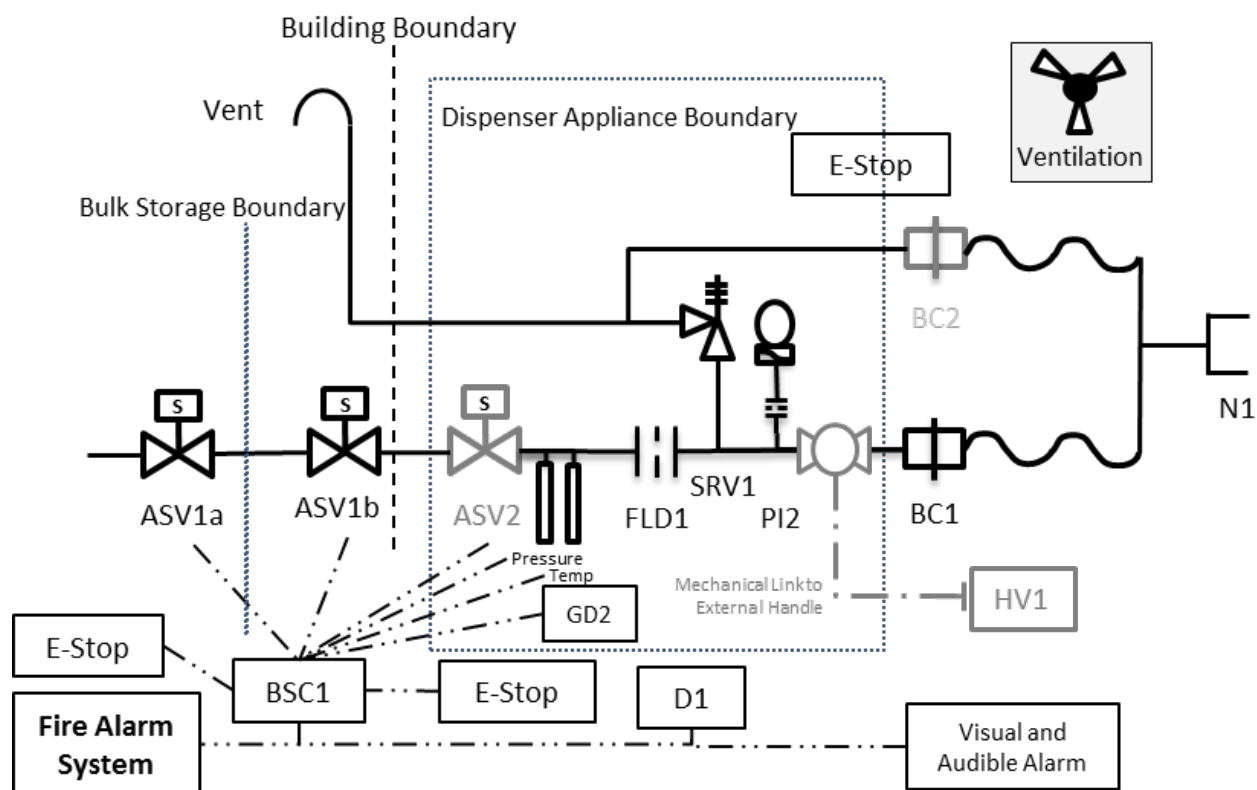 Building Boundary
Vent
Dispenser Appliance Boundary
E-Stop
Ventilation
Bulk Storage Boundary
BC2
S
S
S
N1
ASV1a
ASV1b
ASV2
FLD1
SRV1
PI2
BC1
Pressure
Temp
Mechanical Link to
External Handle
HV1
GD2
E-Stop
BSC1
E-Stop
D1
Fire Alarm
System
Visual and
Audible Alarm